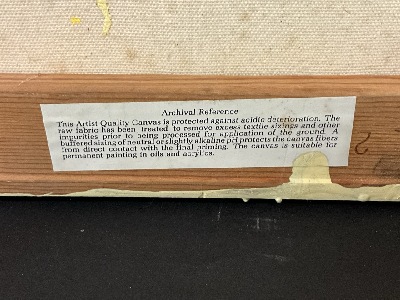 Archival Reference
This Artist Quality Canvas is protected against acidic deterioration. The
raw fabric has been treated to remove excess textile sizings and other
impurities prior to being processed for application of the ground. A
buffered sizing of neutral or slightly alkaline pH protects the canvas fibers
from direct contact with the final priming. The canvas is suitable for
permanent painting in oils and acrylics.